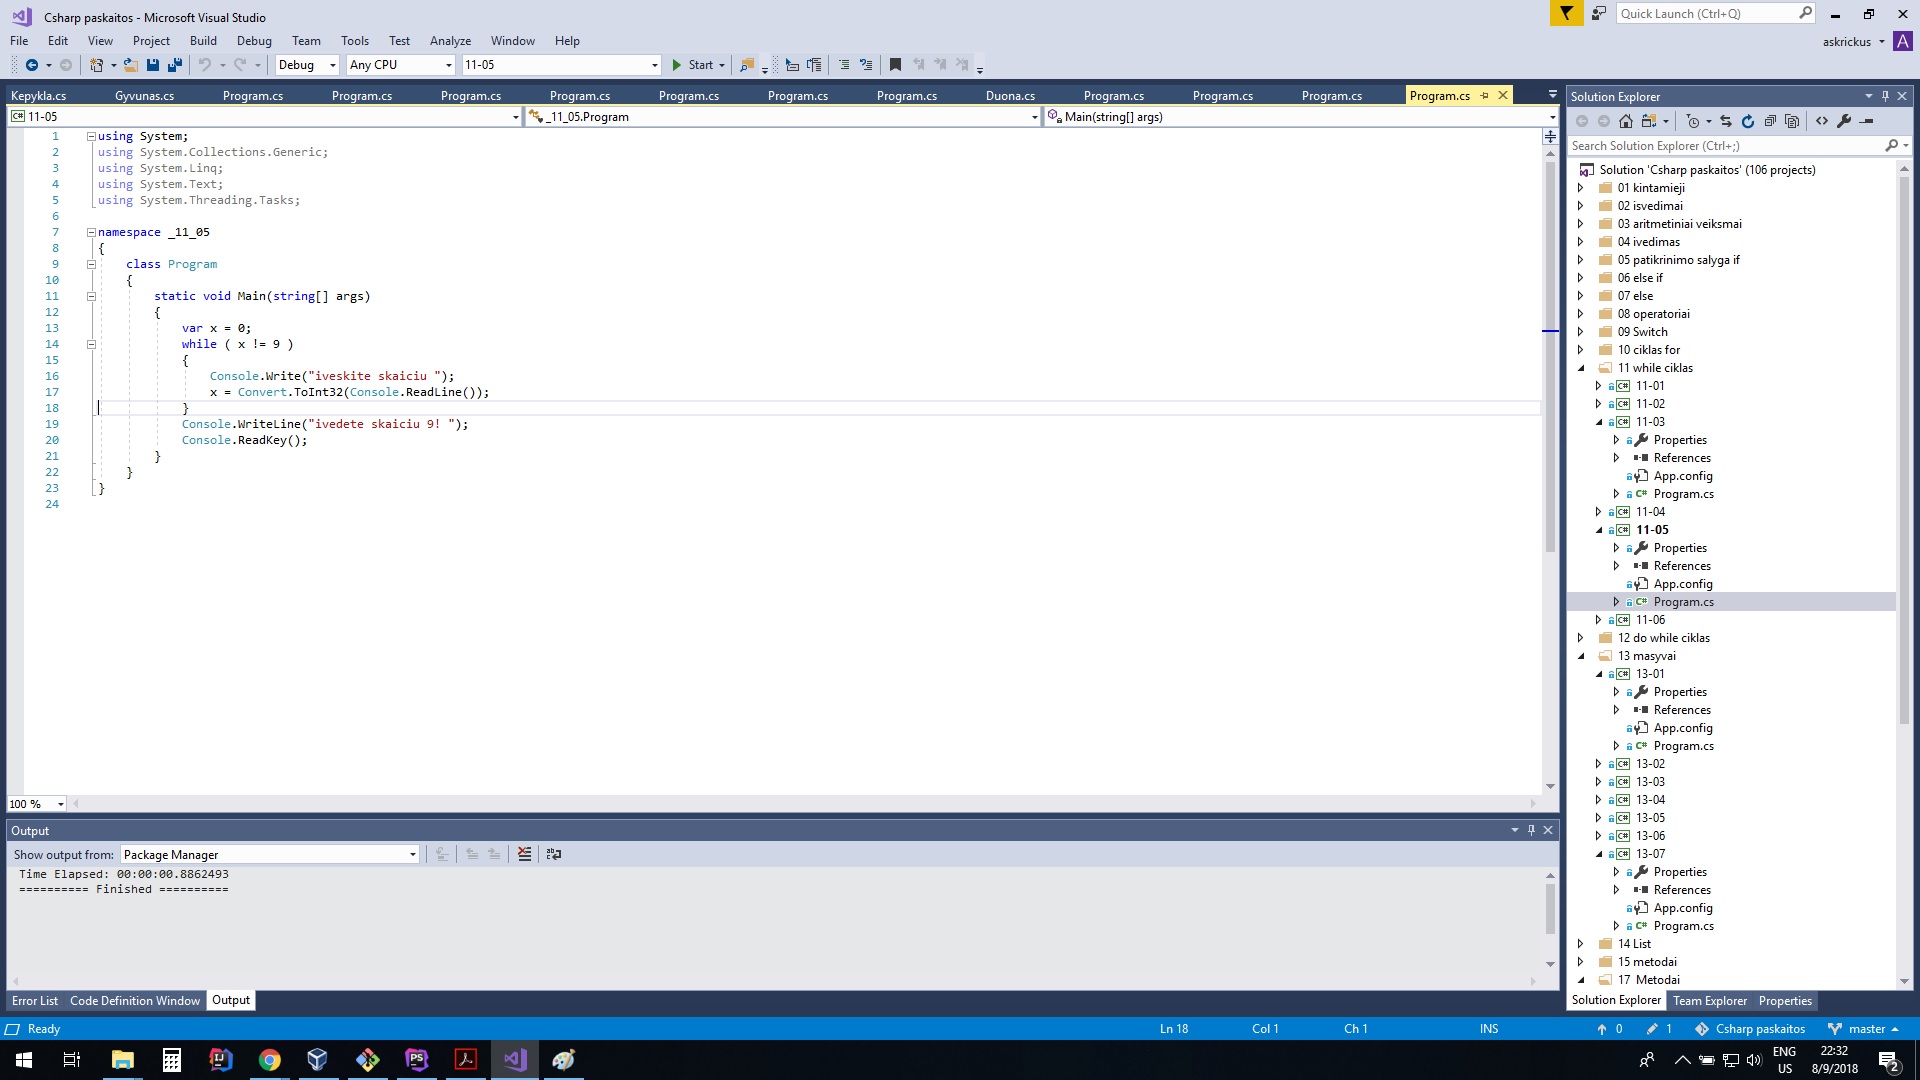 Csharp paskaitos - Microsoft Visual Studio
Quick Launch (Ctrl+Q)
File Edit View Project Build Debug Team Tools Test Analyze Window Help
askrickus A
Debug Any CPU 11-05 Start
Kepykla.cs Gyvunas.cs Program.cs Program.cs Program.cs Program.cs Program.cs Program.cs Program.cs Duona.cs Program.cs Program.cs Program.cs Program.cs
C# 11-05 _11_05.Program Main(string[] args)
1 using System;
2 using System.Collections.Generic;
3 using System.Linq;
4 using System.Text;
5 using System.Threading.Tasks;
6
7 namespace _11_05
8 {
9 class Program
10 {
11 static void Main(string[] args)
12 {
13 var x = 0;
14 while ( x != 9 )
15 {
16 Console.Write("iveskite skaiciu ");
17 x = Convert.ToInt32(Console.ReadLine());
18 }
19 Console.WriteLine("ivedete skaiciu 9! ");
20 Console.ReadKey();
21 }
22 }
23 }
24
100 %
Output
Show output from: Package Manager
Time Elapsed: 00:00:00.8862493
========== Finished ==========
Error List Code Definition Window Output
Solution Explorer
Search Solution Explorer (Ctrl+;)
Solution 'Csharp paskaitos' (106 projects)
01 kintamieji
02 isvedimai
03 aritmetiniai veiksmai
04 ivedimas
05 patikrinimo salyga if
06 else if
07 else
08 operatoriai
09 Switch
10 ciklas for
11 while ciklas
C# 11-01
C# 11-02
C# 11-03
Properties
References
App.config
C# Program.cs
C# 11-04
C# 11-05
Properties
References
App.config
C# Program.cs
C# 11-06
12 do while ciklas
13 masyvai
C# 13-01
Properties
References
App.config
C# Program.cs
C# 13-02
C# 13-03
C# 13-04
C# 13-05
C# 13-06
C# 13-07
Properties
References
App.config
C# Program.cs
14 List
15 metodai
17 Metodai
Solution Explorer Team Explorer Properties
Ready Ln 18 Col 1 Ch 1 INS 0 1 Csharp paskaitos master
IJ PS ENG US 22:32 8/9/2018 2